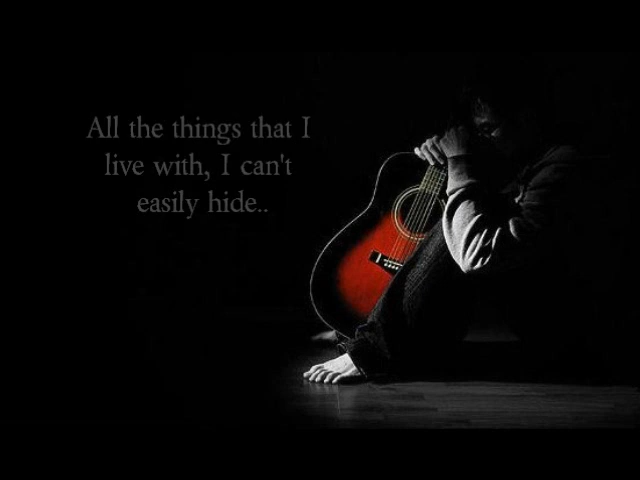 All the things that I
live with, I can't
easily hide..